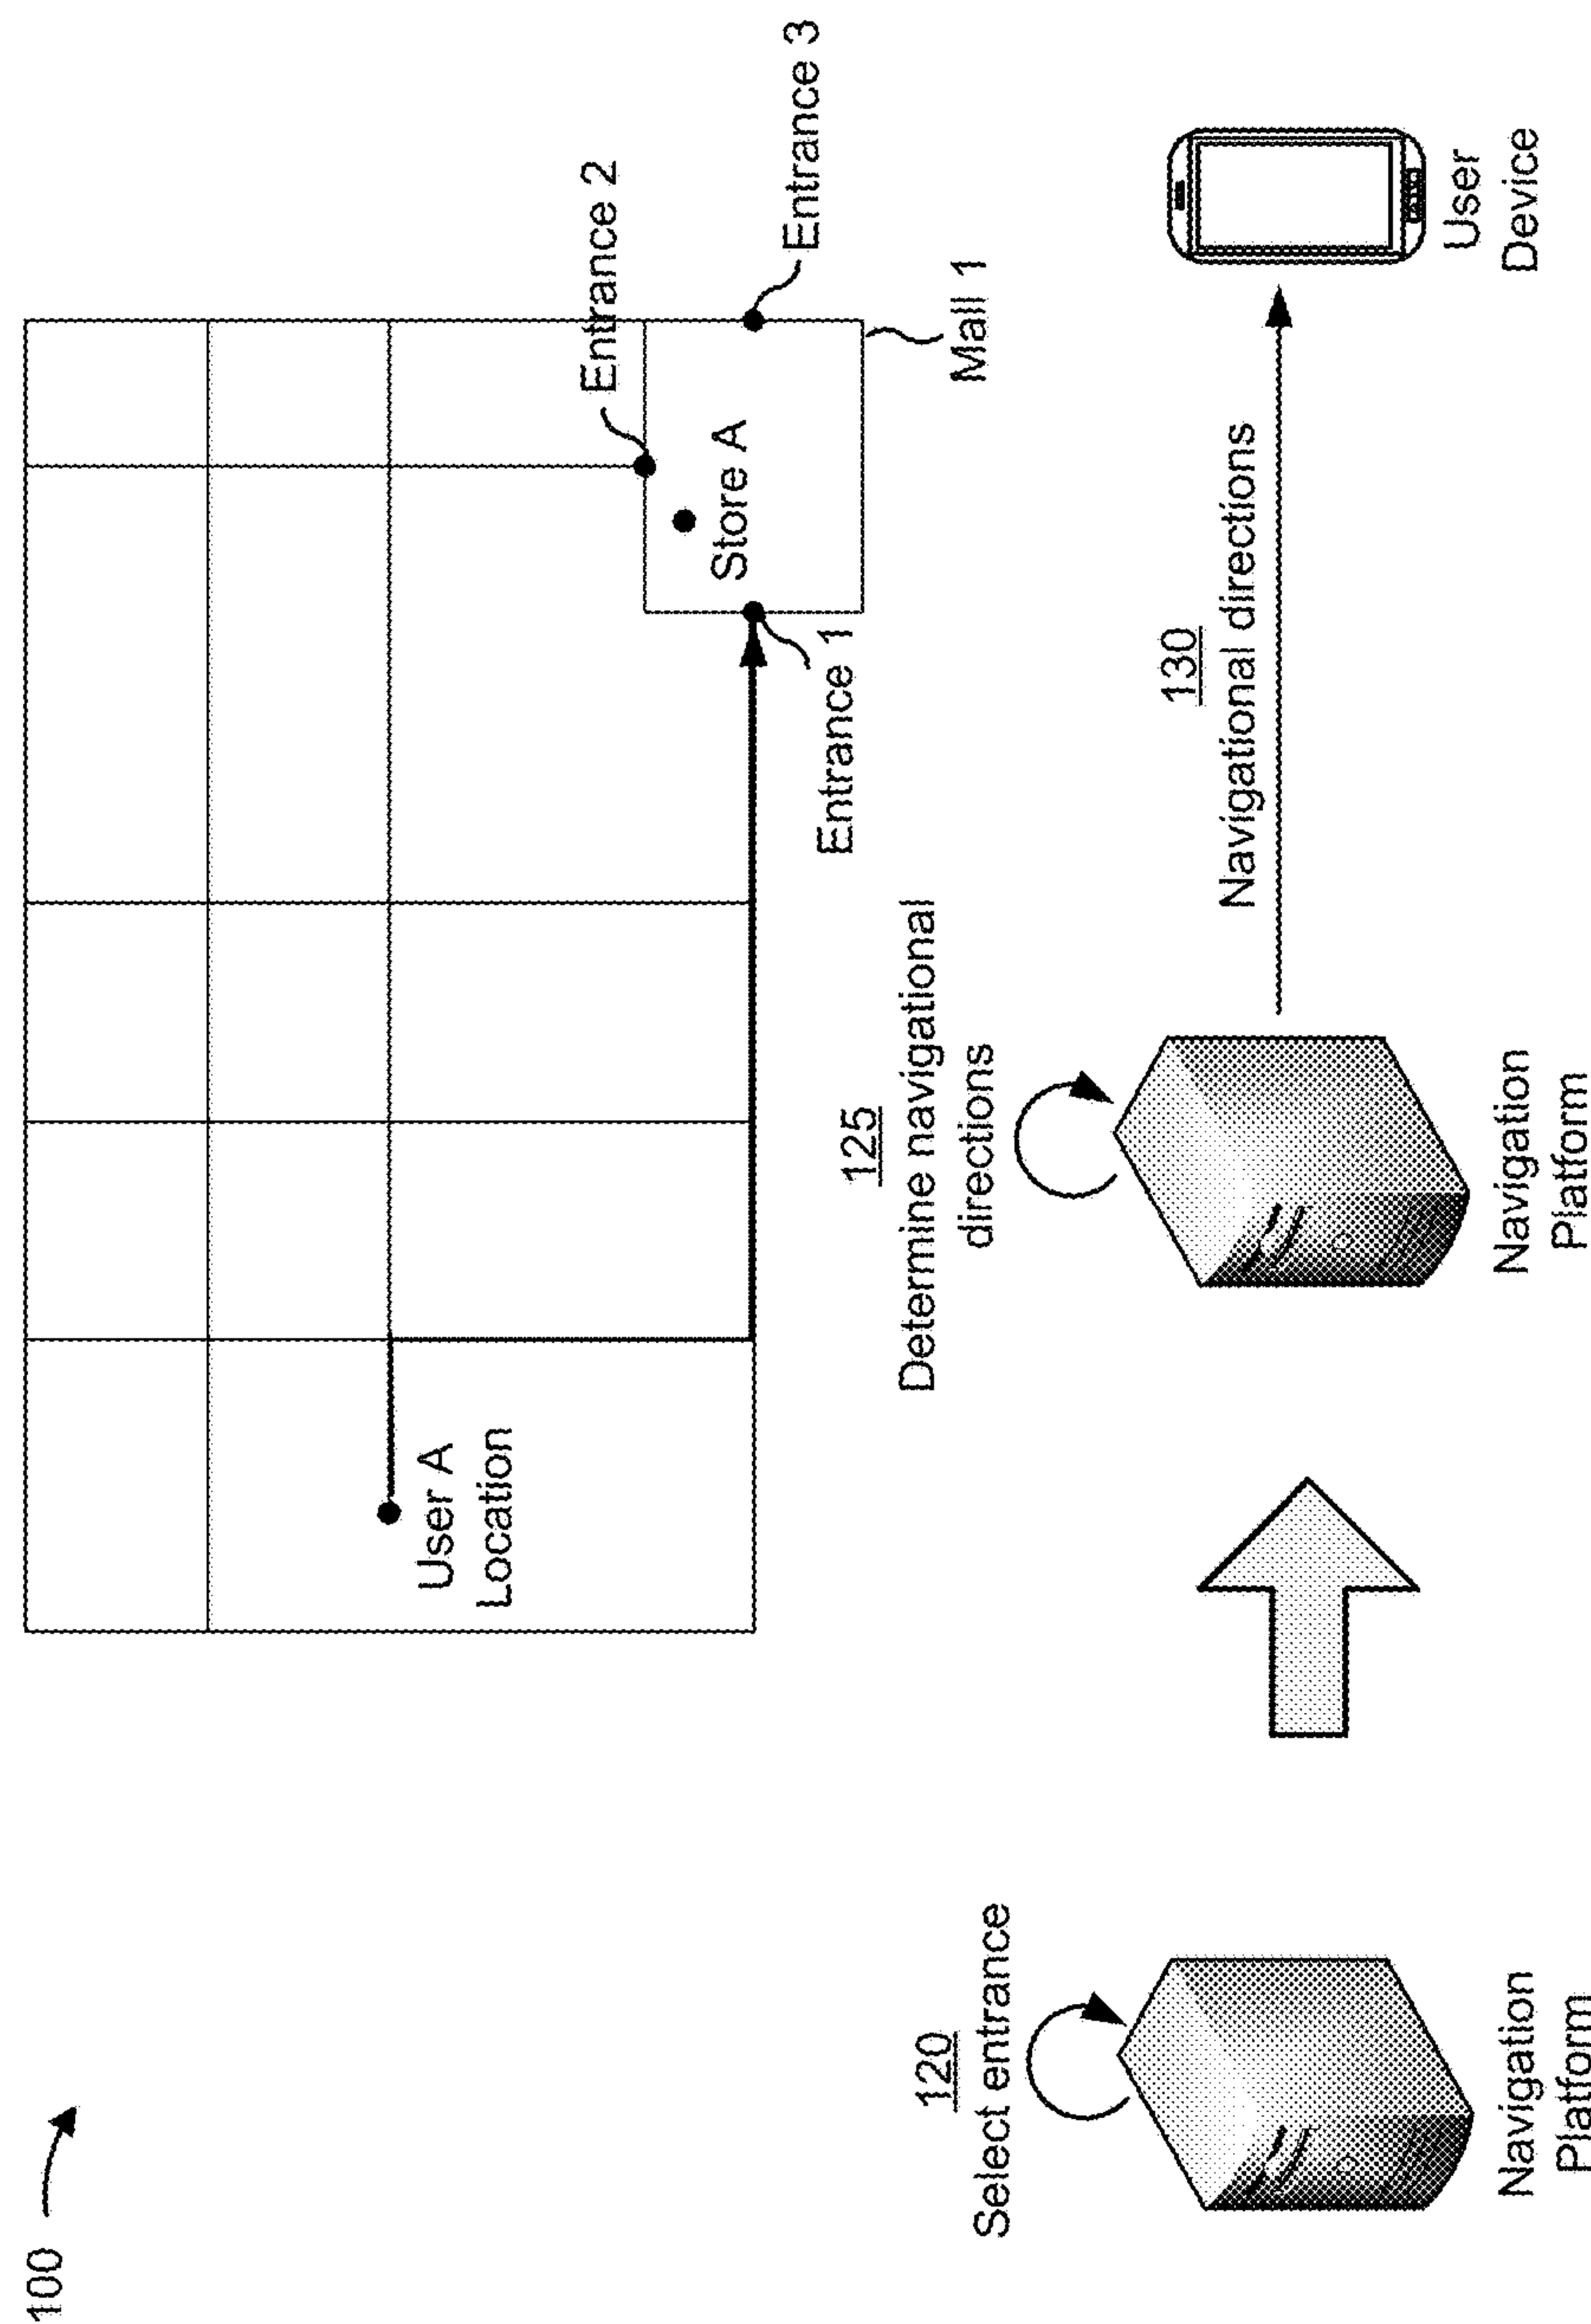 100
Entrance 2
Entrance 3
User A
Location
Store A
Entrance 1
Mall 1
120
Select entrance
125
Determine navigational
directions
130
Navigational directions
Navigation
Platform
Navigation
Platform
User
Device